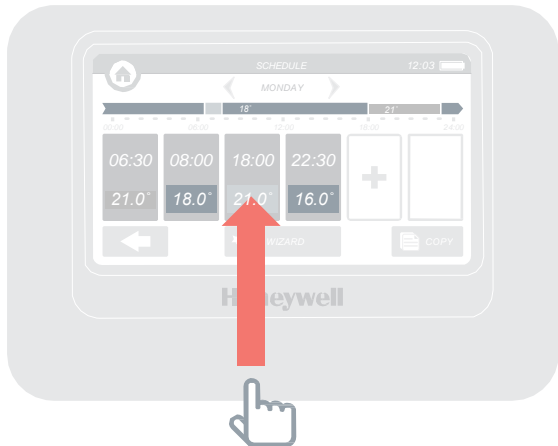 SCHEDULE 12:03
MONDAY
18° 21°
00:00 06:00 12:00 18:00 24:00
06:30 08:00 18:00 22:30
21.0° 18.0° 21.0° 16.0°
WIZARD COPY
Honeywell